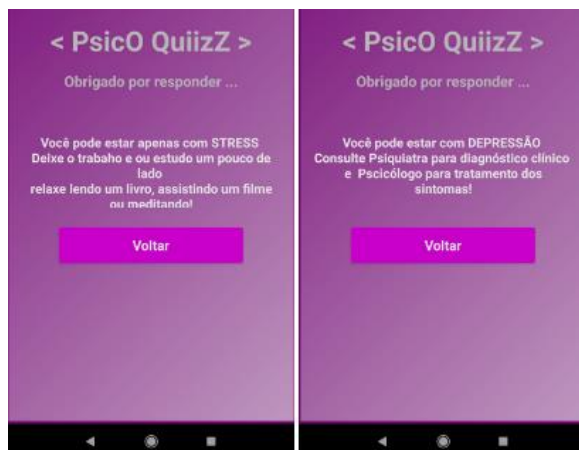 < PsicO QuiizZ >
Obrigado por responder ...
Você pode estar apenas com STRESS
Deixe o trabaho e ou estudo um pouco de
lado
relaxe lendo um livro, assistindo um filme
ou meditando!
Voltar
< PsicO QuiizZ >
Obrigado por responder ...
Você pode estar com DEPRESSÃO
Consulte Psiquiatra para diagnóstico clínico
e Pscicólogo para tratamento dos
sintomas!
Voltar